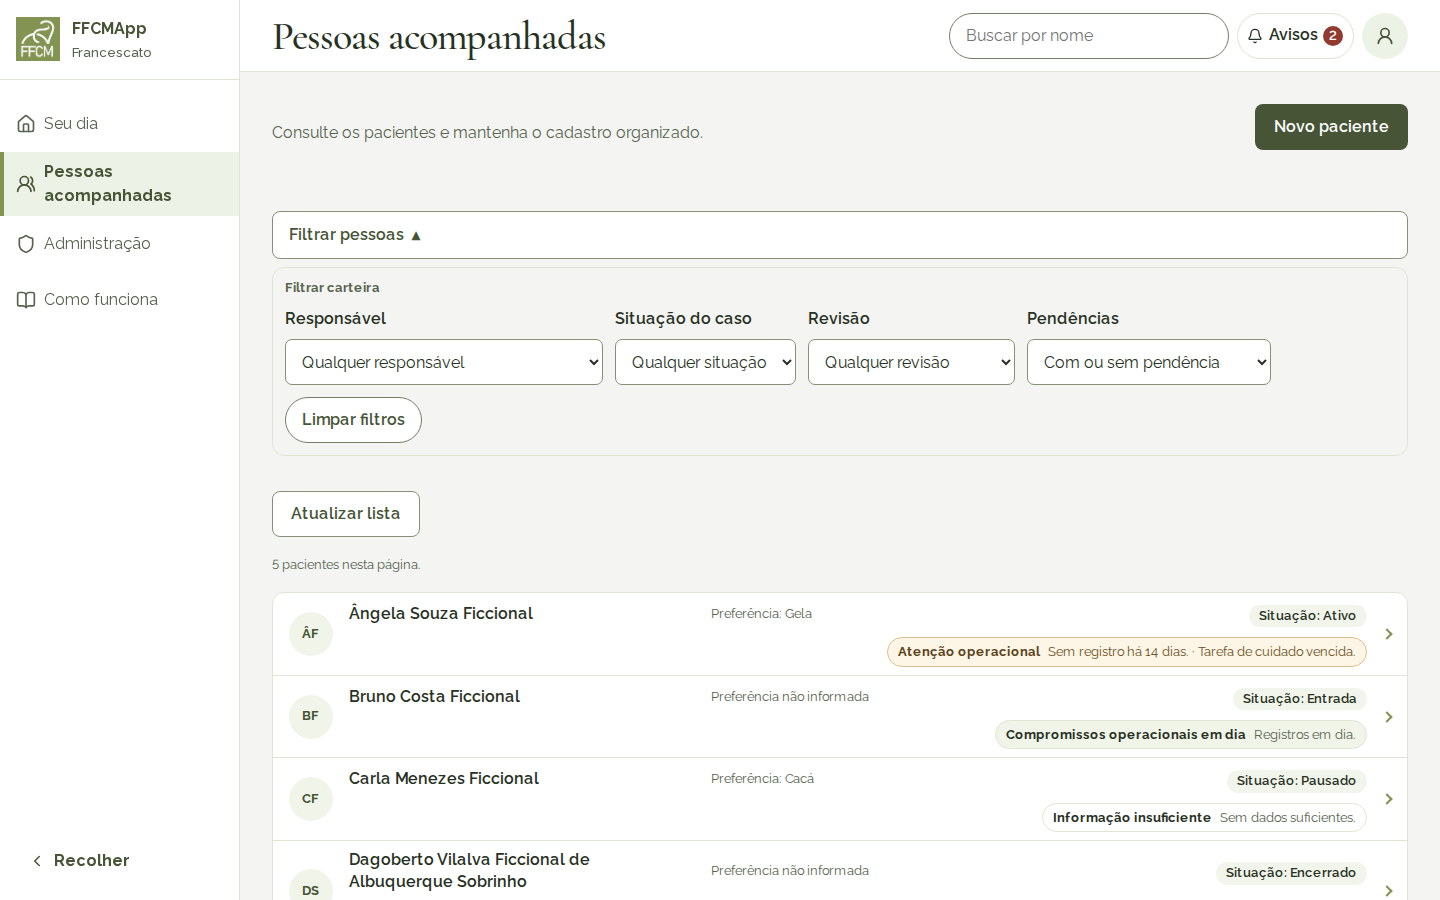 FFCM
FFCMApp
Francescato
Seu dia
Pessoas
acompanhadas
Administração
Como funciona
Recolher
Pessoas acompanhadas
Buscar por nome
Avisos 2
Consulte os pacientes e mantenha o cadastro organizado.
Novo paciente
Filtrar pessoas ▲
Filtrar carteira
Responsável
Situação do caso
Revisão
Pendências
Qualquer responsável
Qualquer situação
Qualquer revisão
Com ou sem pendência
Limpar filtros
Atualizar lista
5 pacientes nesta página.
ÂF
Ângela Souza Ficcional
Preferência: Gela
Situação: Ativo
Atenção operacional Sem registro há 14 dias. · Tarefa de cuidado vencida.
BF
Bruno Costa Ficcional
Preferência não informada
Situação: Entrada
Compromissos operacionais em dia Registros em dia.
CF
Carla Menezes Ficcional
Preferência: Cacá
Situação: Pausado
Informação insuficiente Sem dados suficientes.
DS
Dagoberto Vilalva Ficcional de
Albuquerque Sobrinho
Preferência não informada
Situação: Encerrado